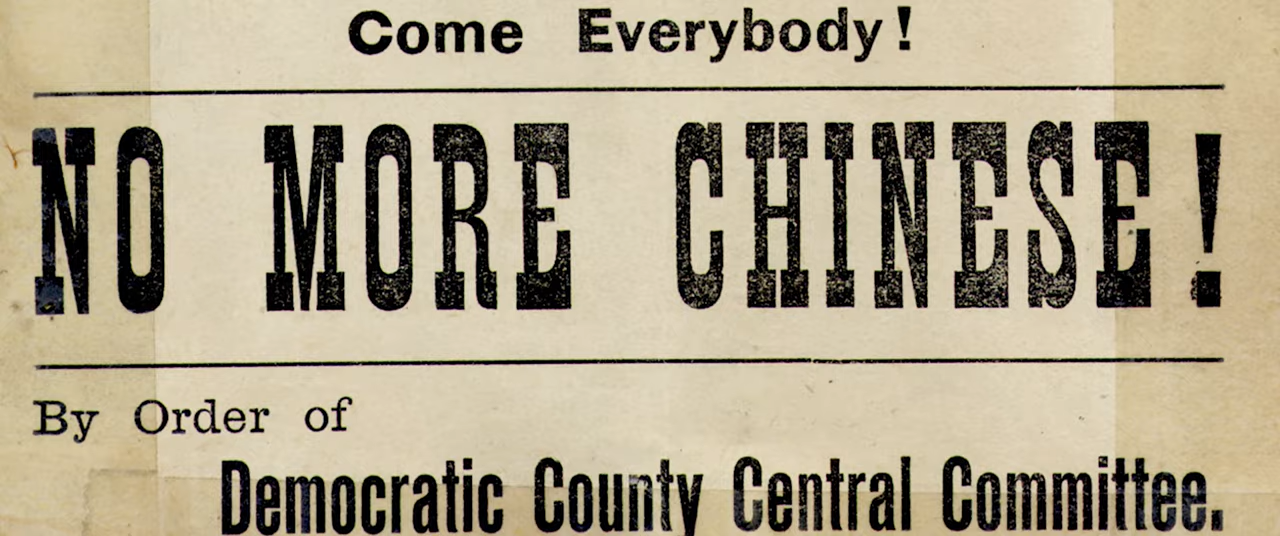 Come Everybody!
NO MORE CHINESE!
By Order of
Democratic County Central Committee.